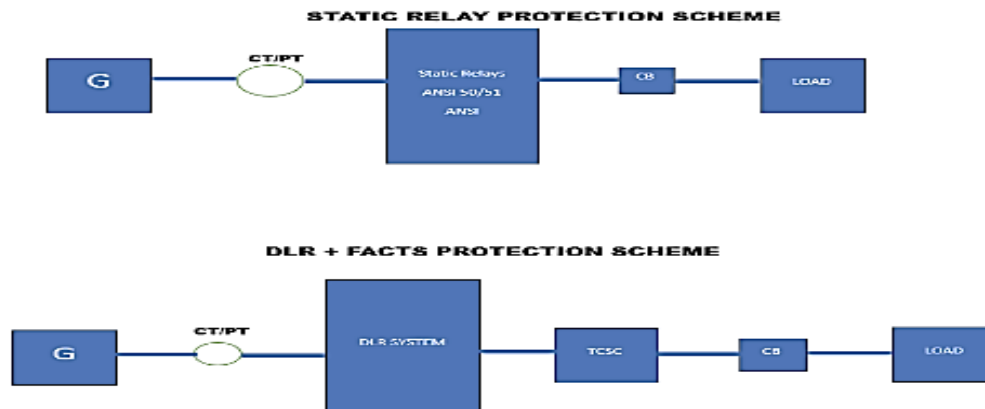 STATIC RELAY PROTECTION SCHEME
CT/PT
G
Static Relays
ANSI 50/51
ANSI
CB
LOAD
DLR + FACTS PROTECTION SCHEME
CT/PT
G
DLR SYSTEM
TCSC
CB
LOAD